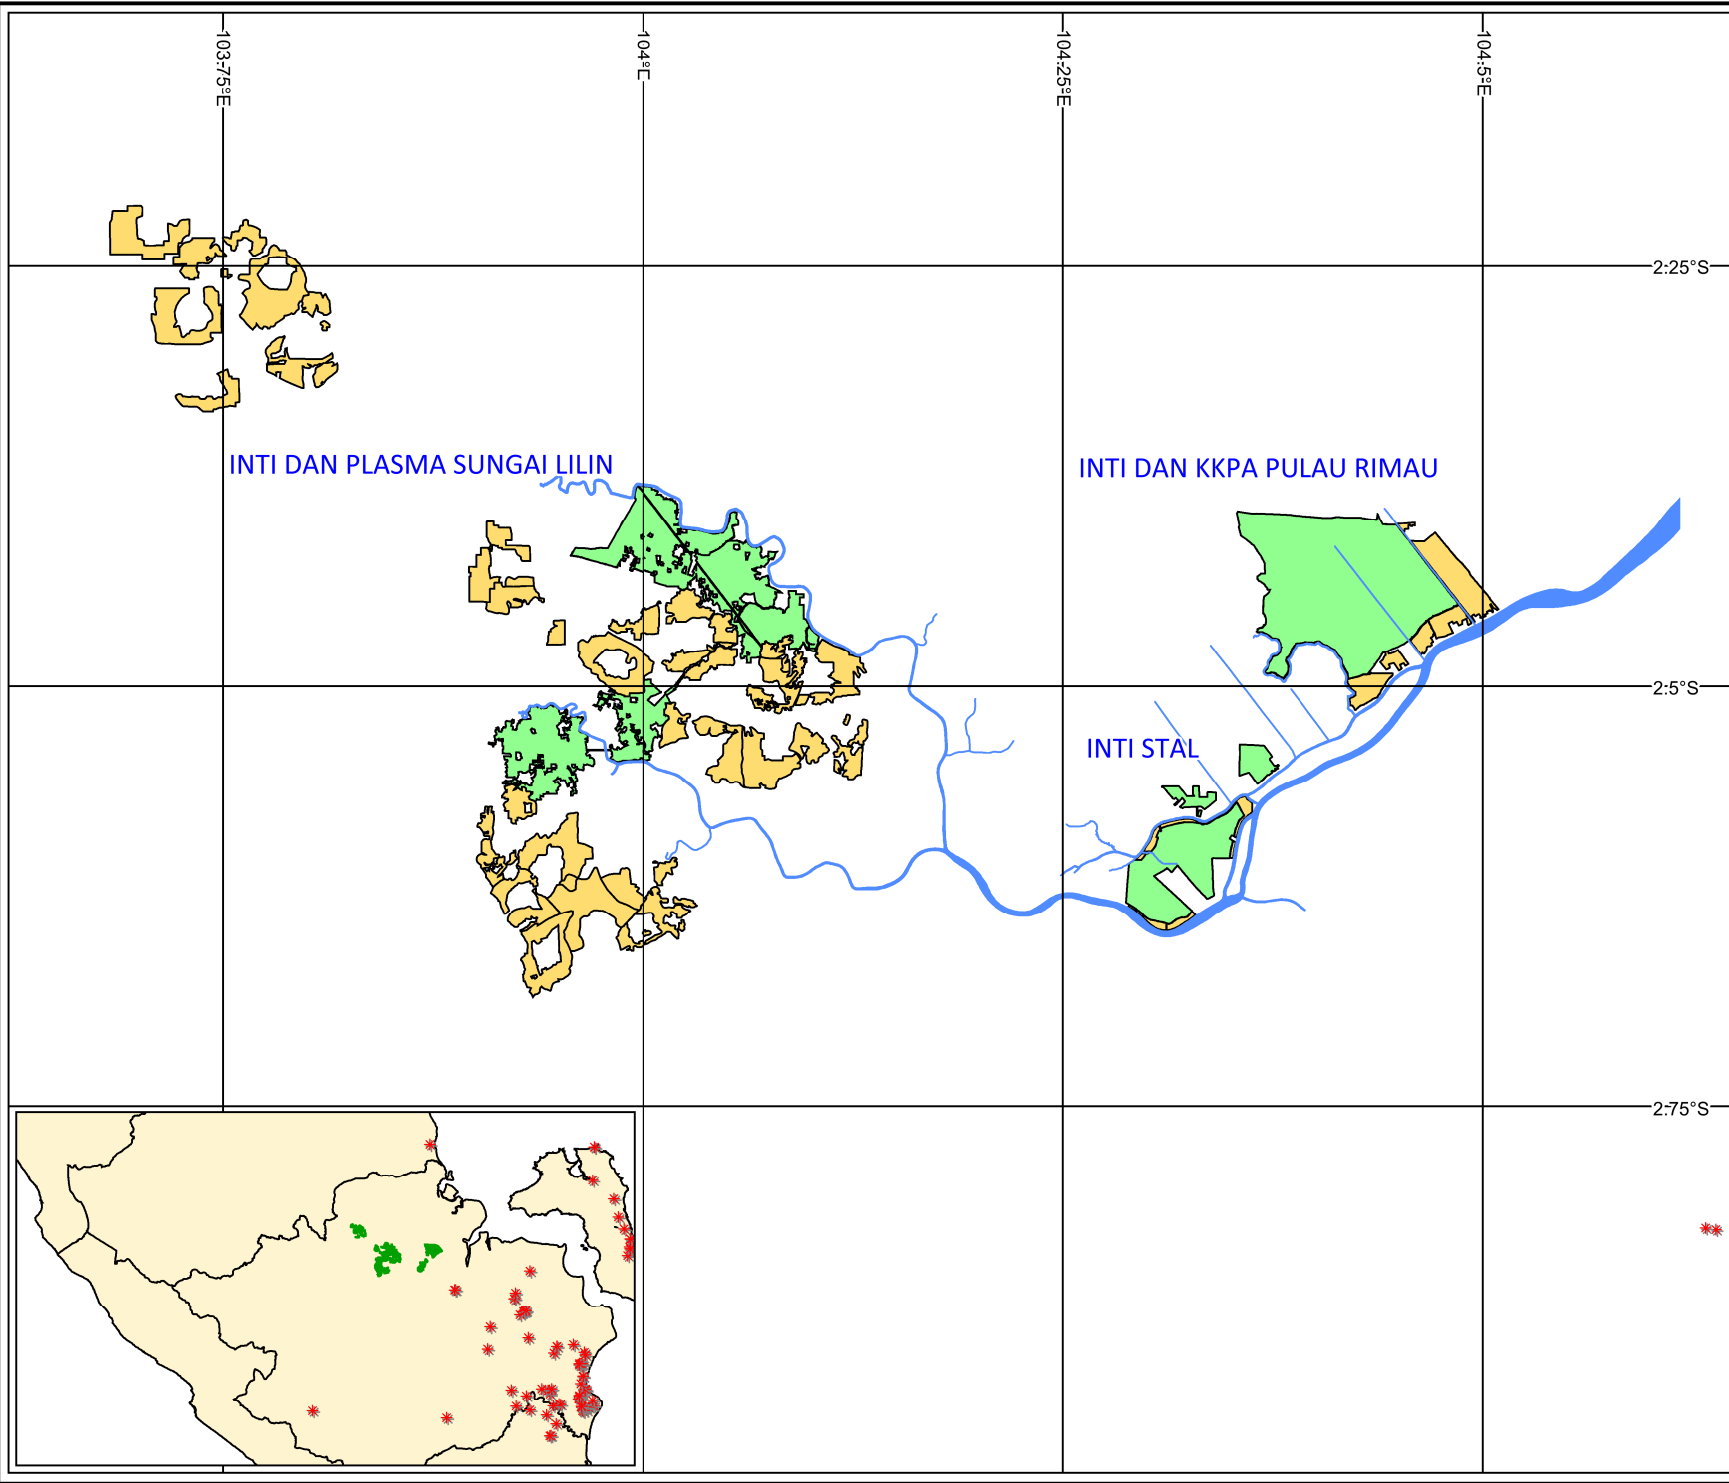 103.75°E
104°E
104.25°E
104.5°E
2.25°S
INTI DAN PLASMA SUNGAI LILIN
INTI DAN KKPA PULAU RIMAU
2.5°S
INTI STAL
2.75°S